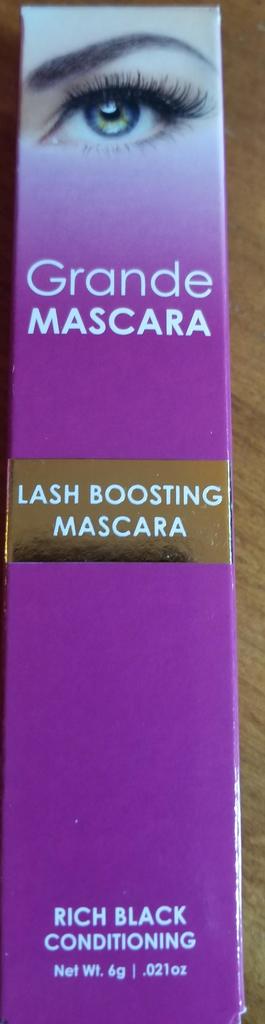 Grande
MASCARA
LASH BOOSTING
MASCARA
RICH BLACK
CONDITIONING
Net Wt. 6g | .021oz